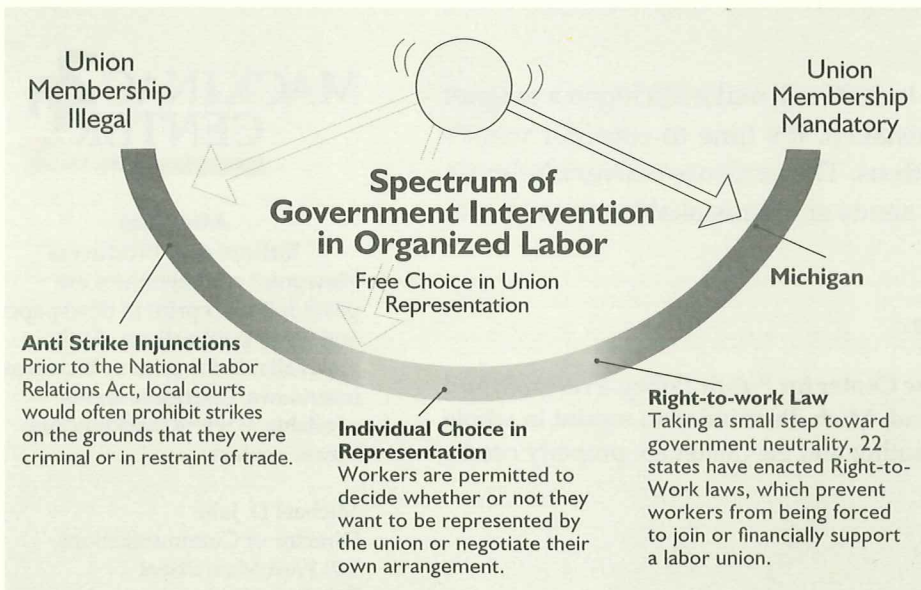 Union
Membership
Illegal
Union
Membership
Mandatory
Spectrum of
Government Intervention
in Organized Labor
Free Choice in Union
Representation
Michigan
Anti Strike Injunctions
Prior to the National Labor
Relations Act, local courts
would often prohibit strikes
on the grounds that they were
criminal or in restraint of trade.
Individual Choice in
Representation
Workers are permitted to
decide whether or not they
want to be represented by
the union or negotiate their
own arrangement.
Right-to-work Law
Taking a small step toward
government neutrality, 22
states have enacted Right-to-
Work laws, which prevent
workers from being forced
to join or financially support
a labor union.